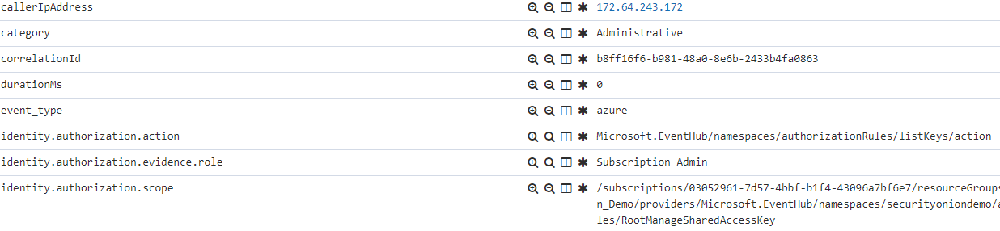 callerIpAddress 172.64.243.172
category Administrative
correlationId b8ff16f6-b981-48a0-8e6b-2433b4fa0863
durationMs 0
event_type azure
identity.authorization.action Microsoft.EventHub/namespaces/authorizationRules/listKeys/action
identity.authorization.evidence.role Subscription Admin
identity.authorization.scope /subscriptions/03052961-7d57-4bbf-b1f4-43096a7bf6e7/resourceGroups
n_Demo/providers/Microsoft.EventHub/namespaces/securityoniondemo/a
les/RootManageSharedAccessKey